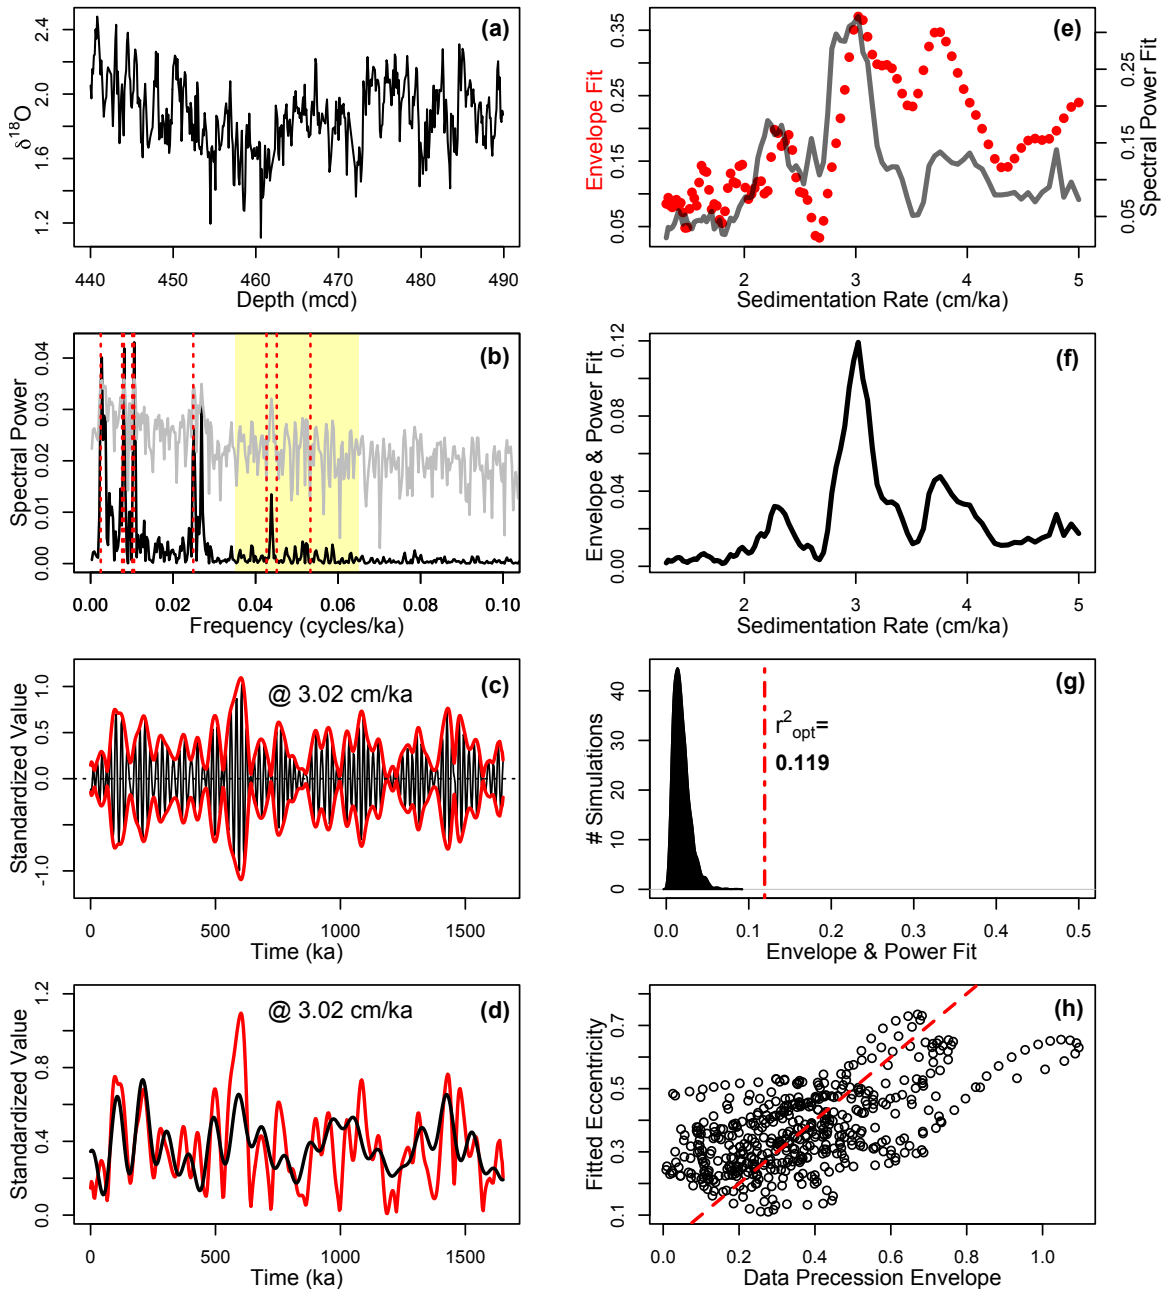 (a)
δ18O
2.4
2.0
1.6
1.2
440 450 460 470 480 490
Depth (mcd)
(e)
Envelope Fit
0.35
0.25
0.15
0.05
Spectral Power Fit
0.25
0.15
0.05
2 3 4 5
Sedimentation Rate (cm/ka)
(b)
Spectral Power
0.04
0.03
0.02
0.01
0.00
0.00 0.02 0.04 0.06 0.08 0.10
Frequency (cycles/ka)
(f)
Envelope & Power Fit
0.12
0.08
0.04
0.00
2 3 4 5
Sedimentation Rate (cm/ka)
(c)
@ 3.02 cm/ka
Standardized Value
1.0
0.5
0.0
-1.0
0 500 1000 1500
Time (ka)
(g)
r2opt=
0.119
# Simulations
40
30
20
10
0
0.0 0.1 0.2 0.3 0.4 0.5
Envelope & Power Fit
(d)
@ 3.02 cm/ka
Standardized Value
1.2
0.8
0.4
0.0
0 500 1000 1500
Time (ka)
(h)
Fitted Eccentricity
0.7
0.5
0.3
0.1
0.0 0.2 0.4 0.6 0.8 1.0
Data Precession Envelope